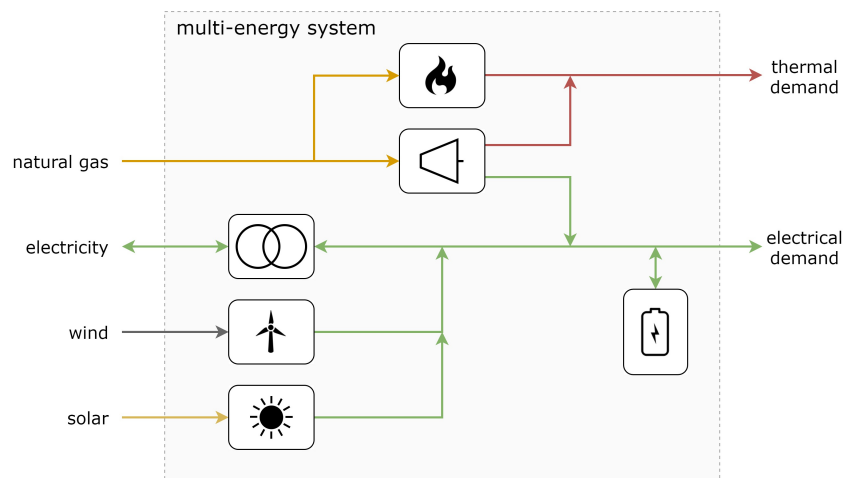 multi-energy system
thermal
demand
natural gas
electricity
electrical
demand
wind
solar